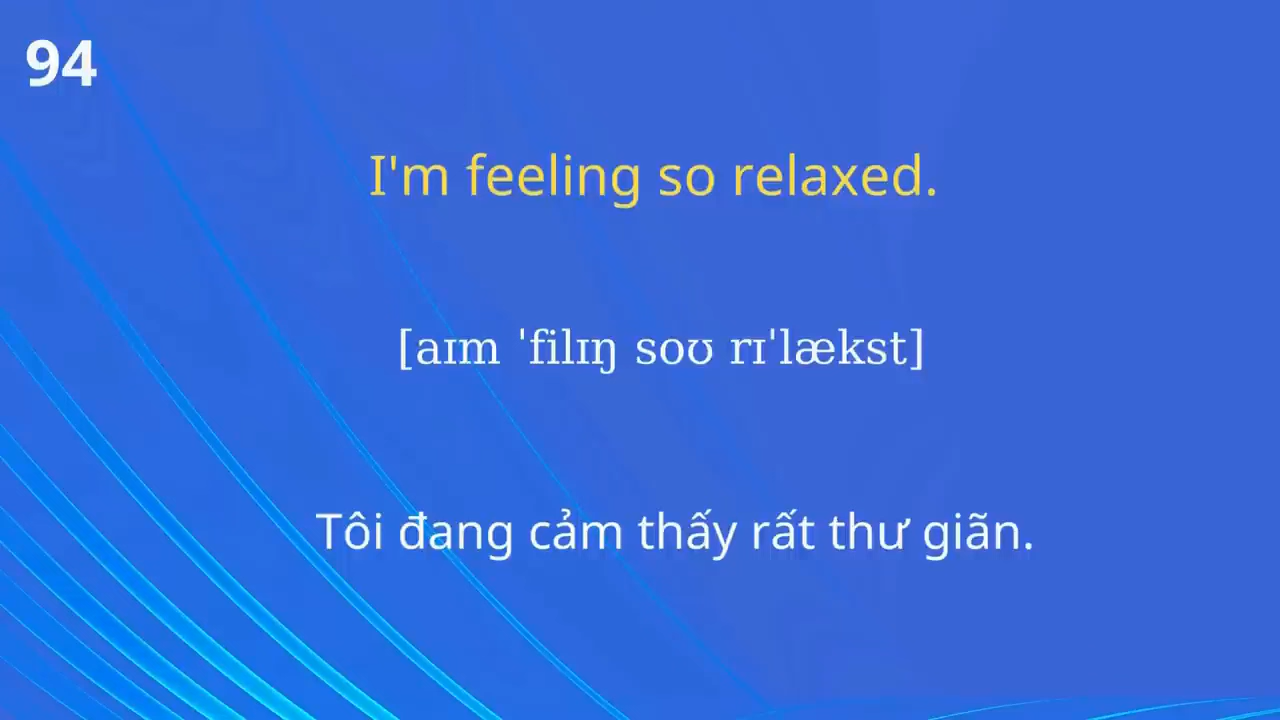 94
I'm feeling so relaxed.
[aɪm ˈfilɪŋ soʊ rɪˈlækst]
Tôi đang cảm thấy rất thư giãn.